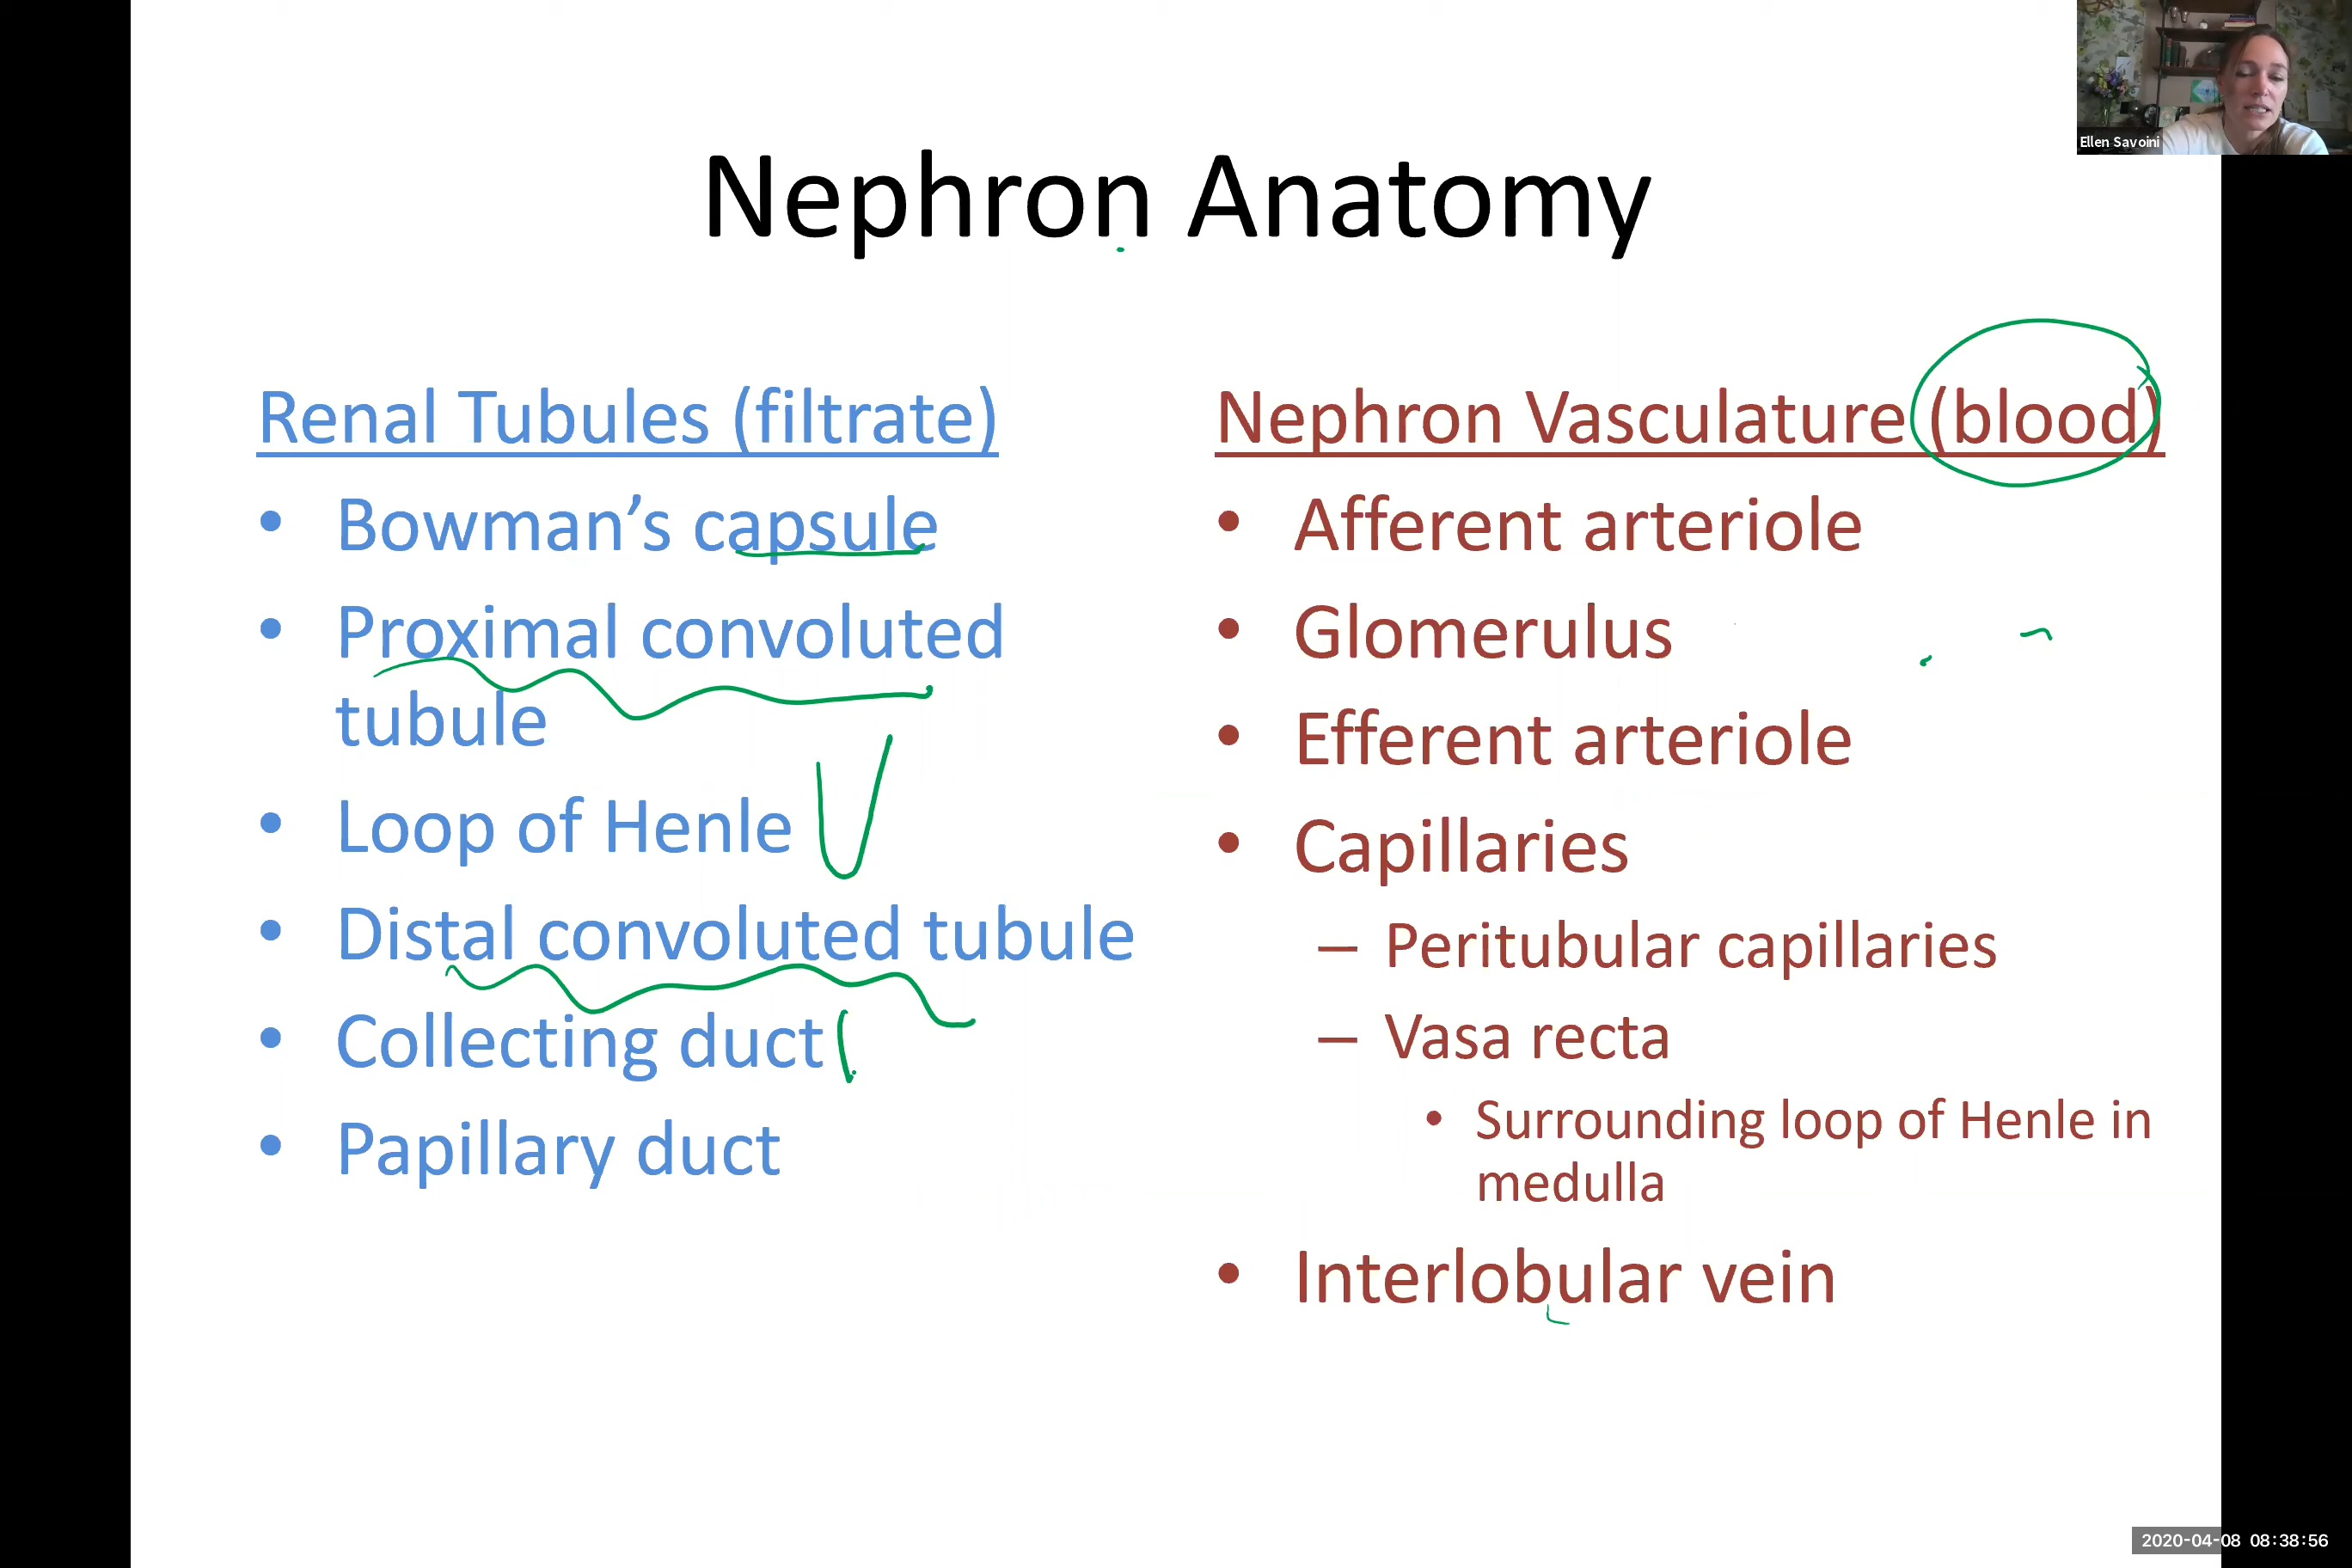 Ellen Savoini
Nephron Anatomy
Renal Tubules (filtrate)
• Bowman’s capsule
• Proximal convoluted
tubule
• Loop of Henle
• Distal convoluted tubule
• Collecting duct
• Papillary duct
Nephron Vasculature (blood)
• Afferent arteriole
• Glomerulus
• Efferent arteriole
• Capillaries
– Peritubular capillaries
– Vasa recta
• Surrounding loop of Henle in
medulla
• Interlobular vein
2020-04-08 08:38:56